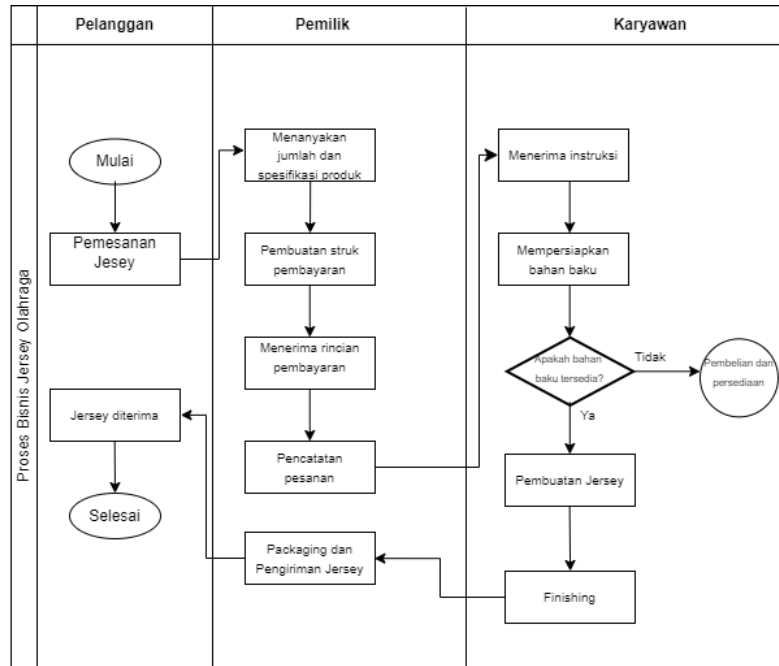 Pelanggan
Pemilik
Karyawan
Proses Bisnis Jersey Olahraga
Mulai
Pemesanan
Jesey
Menanyakan
jumlah dan
spesifikasi produk
Pembuatan struk
pembayaran
Menerima rincian
pembayaran
Pencatatan
pesanan
Menerima instruksi
Mempersiapkan
bahan baku
Apakah bahan
baku tersedia?
Tidak
Pembelian dan
persediaan
Ya
Pembuatan Jersey
Finishing
Packaging dan
Pengiriman Jersey
Jersey diterima
Selesai